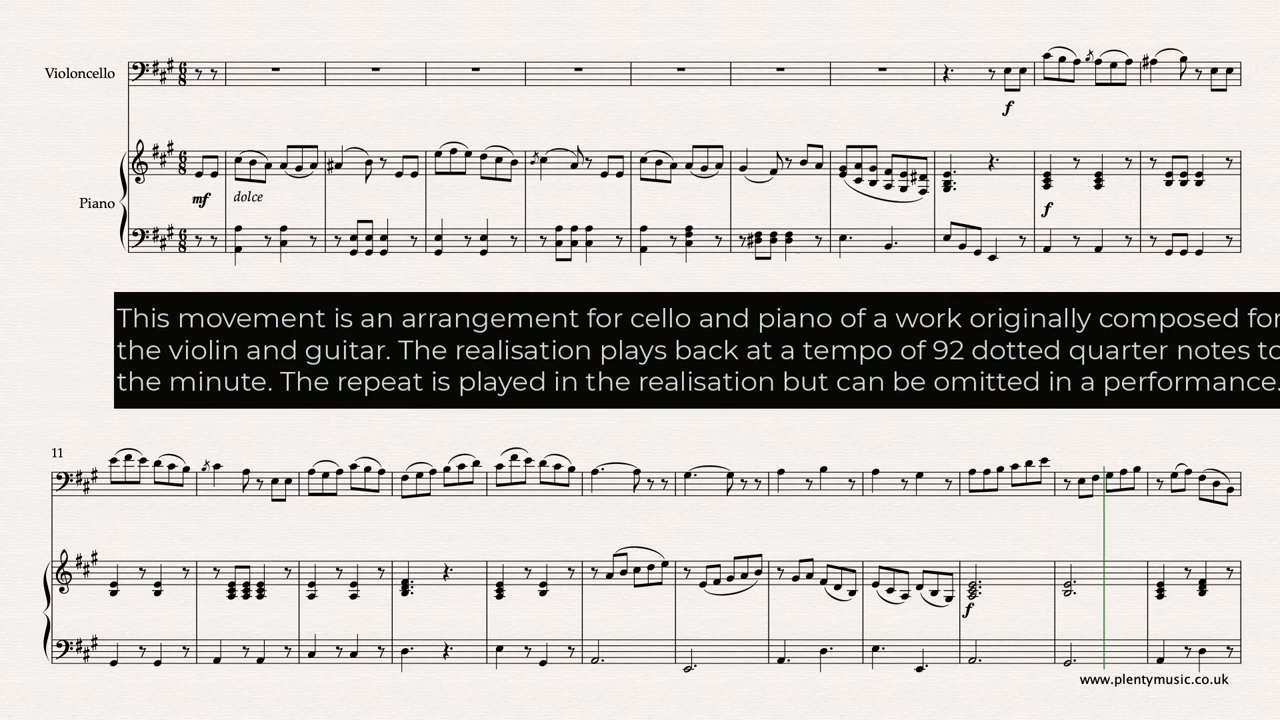 Violoncello
f
mf
dolce
Piano
f
This movement is an arrangement for cello and piano of a work originally composed for
the violin and guitar. The realisation plays back at a tempo of 92 dotted quarter notes to
the minute. The repeat is played in the realisation but can be omitted in a performance.
11
f
www.plentymusic.co.uk